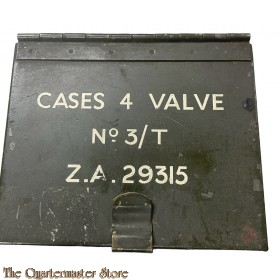 CASES 4 VALVE
Nº 3/T
Z.A. 29315
The Quartermaster Store